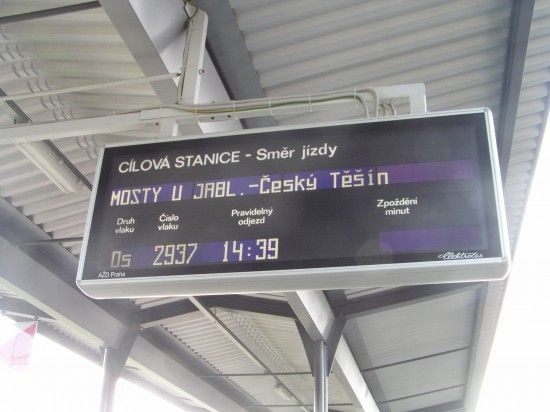 CÍLOVÁ STANICE - Směr jízdy
MOSTY U JABL.-Český Těšín
Druh vlaku Číslo vlaku Pravidelný odjezd Zpoždění minut
Os 2937 14:39
AŽD Praha
Elektročas